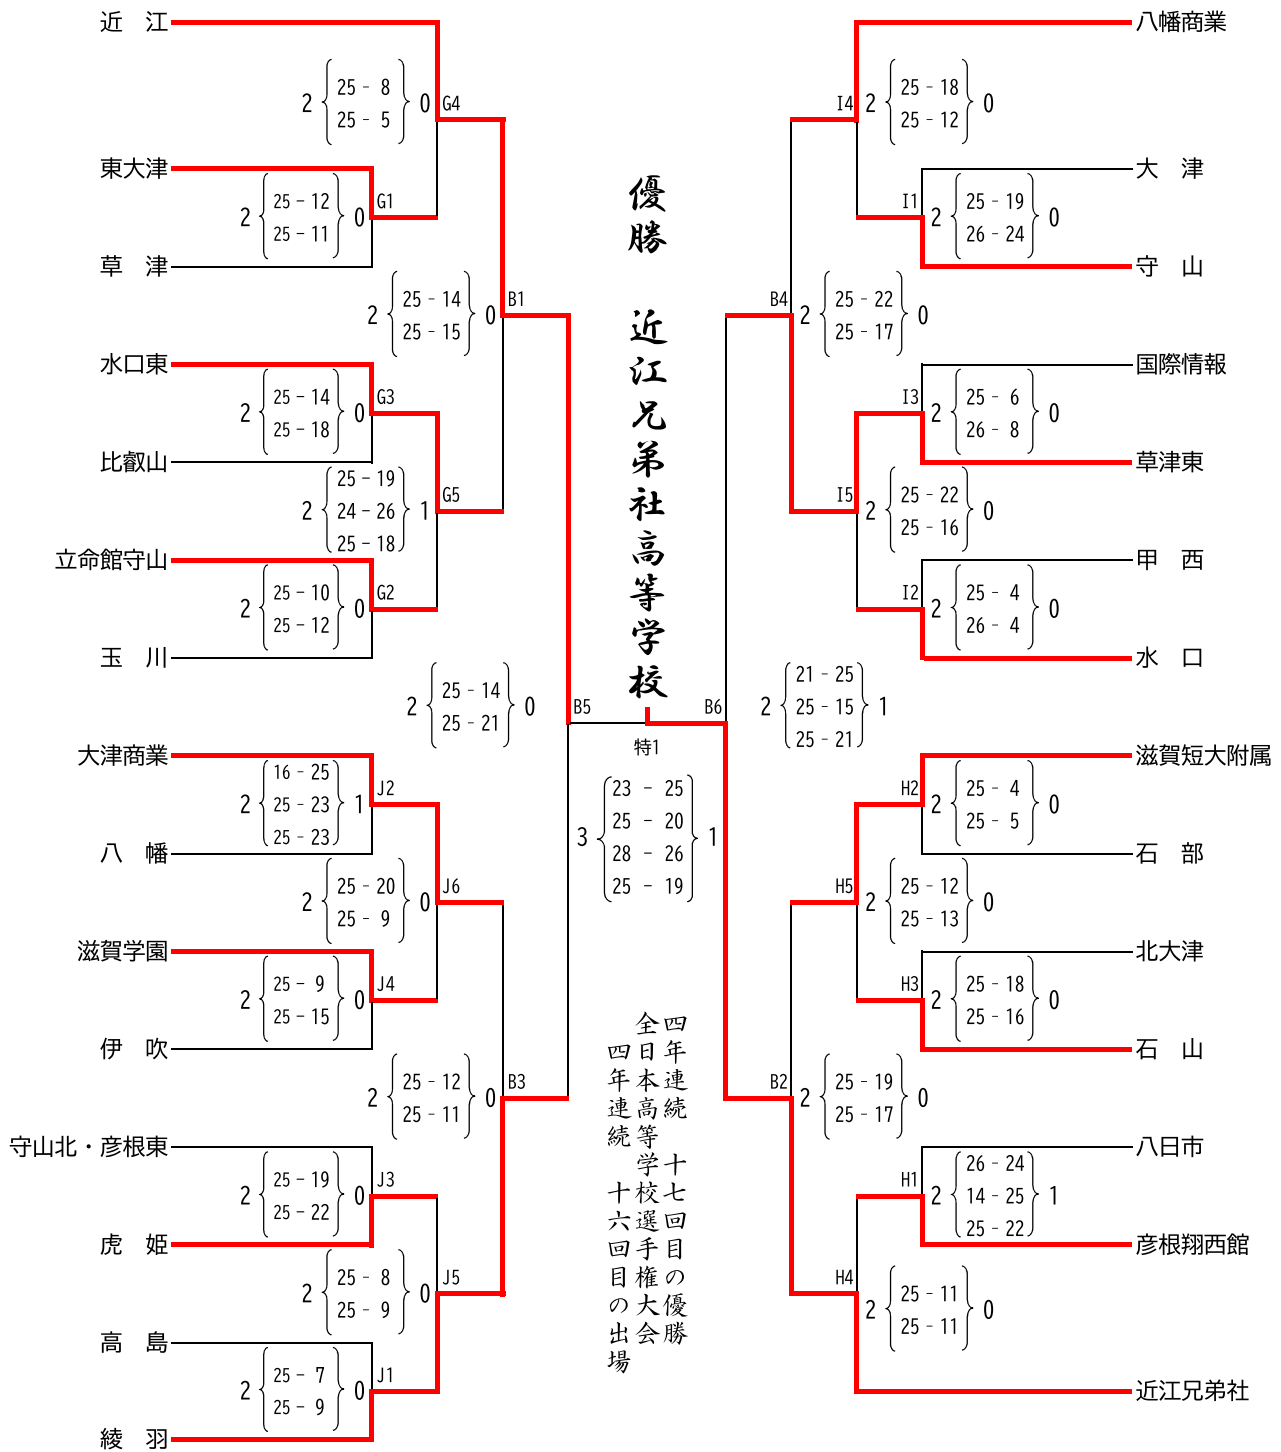 近　江
2 25 - 8 0 G4
25 - 5
東大津
2 25 - 12 0 G1
25 - 11
草　津
2 25 - 14 0 B1
25 - 15
水口東
2 25 - 14 0 G3
25 - 18
比叡山
25 - 19
2 24 - 26 1 G5
25 - 18
立命館守山
2 25 - 10 0 G2
25 - 12
玉　川
2 25 - 14 0 B5
25 - 21
大津商業
16 - 25 J2
2 25 - 23 1
25 - 23
八　幡
2 25 - 20 0 J6
25 - 9
滋賀学園
2 25 - 9 0 J4
25 - 15
伊　吹
2 25 - 12 0 B3
25 - 11
守山北・彦根東
2 25 - 19 0 J3
25 - 22
虎　姫
2 25 - 8 0 J5
25 - 9
高　島
2 25 - 7 0 J1
25 - 9
綾　羽
優勝　近江兄弟社高等学校
特1
23 - 25
25 - 20
3 28 - 26 1
25 - 19
四年連続　十七回目の優勝
全日本高等学校選手権大会
四年連続　十六回目の出場
八幡商業
I4 2 25 - 18 0
25 - 12
大　津
I1 2 25 - 19 0
26 - 24
守　山
B4 2 25 - 22 0
25 - 17
国際情報
I3 2 25 - 6 0
26 - 8
草津東
I5 2 25 - 22 0
25 - 16
甲　西
I2 2 25 - 4 0
26 - 4
水　口
21 - 25
B6 2 25 - 15 1
25 - 21
滋賀短大附属
H2 2 25 - 4 0
25 - 5
石　部
H5 2 25 - 12 0
25 - 13
北大津
H3 2 25 - 18 0
25 - 16
石　山
B2 2 25 - 19 0
25 - 17
八日市
26 - 24
H1 2 14 - 25 1
25 - 22
彦根翔西館
H4 2 25 - 11 0
25 - 11
近江兄弟社